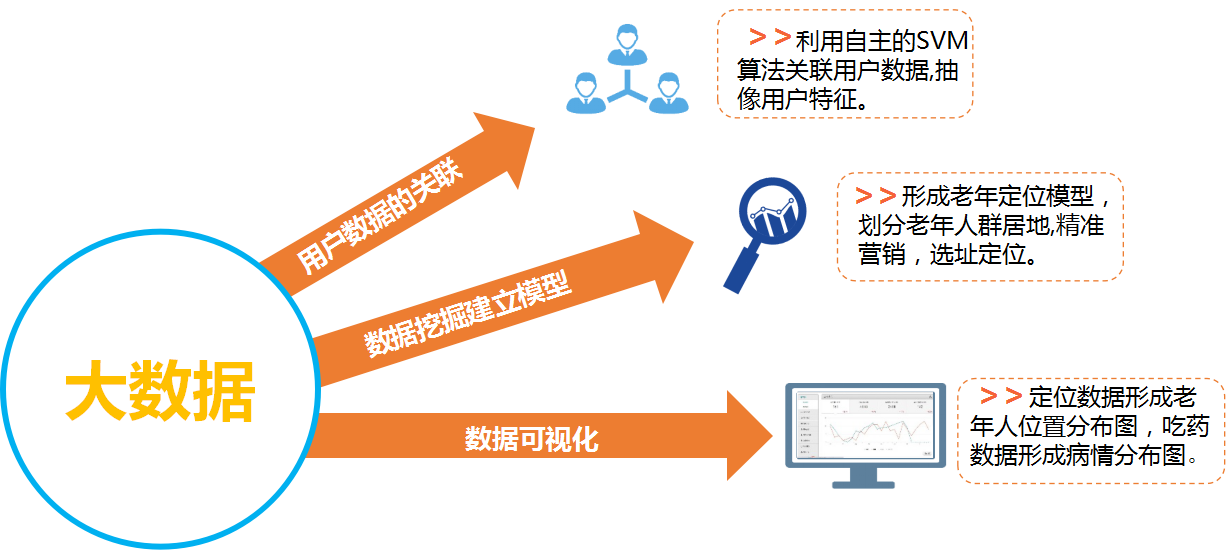 >>利用自主的SVM
算法关联用户数据,抽
像用户特征。
用户数据的关联
>>形成老年定位模型，
划分老年人群居地,精准
营销，选址定位。
数据挖掘建立模型
大数据
数据可视化
>>定位数据形成老
年人位置分布图，吃药
数据形成病情分布图。